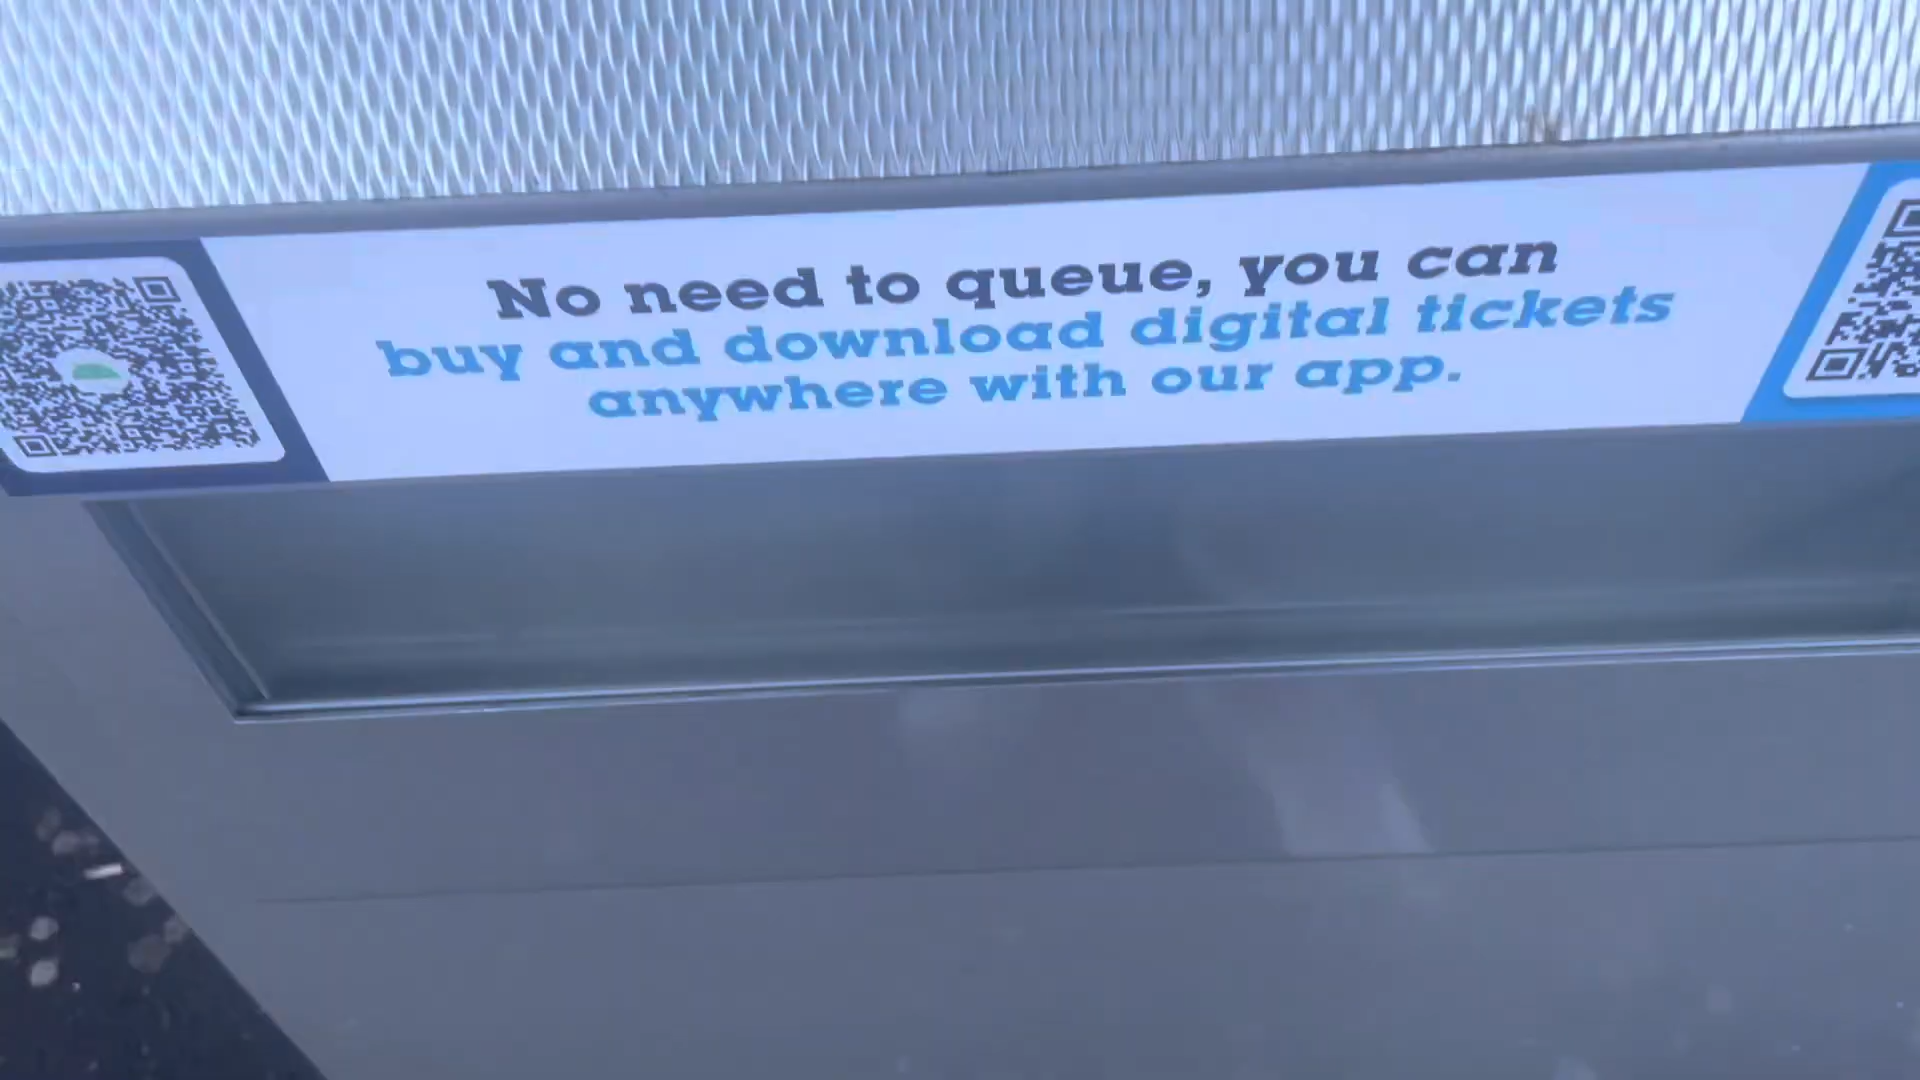 No need to queue, you can
buy and download digital tickets
anywhere with our app.